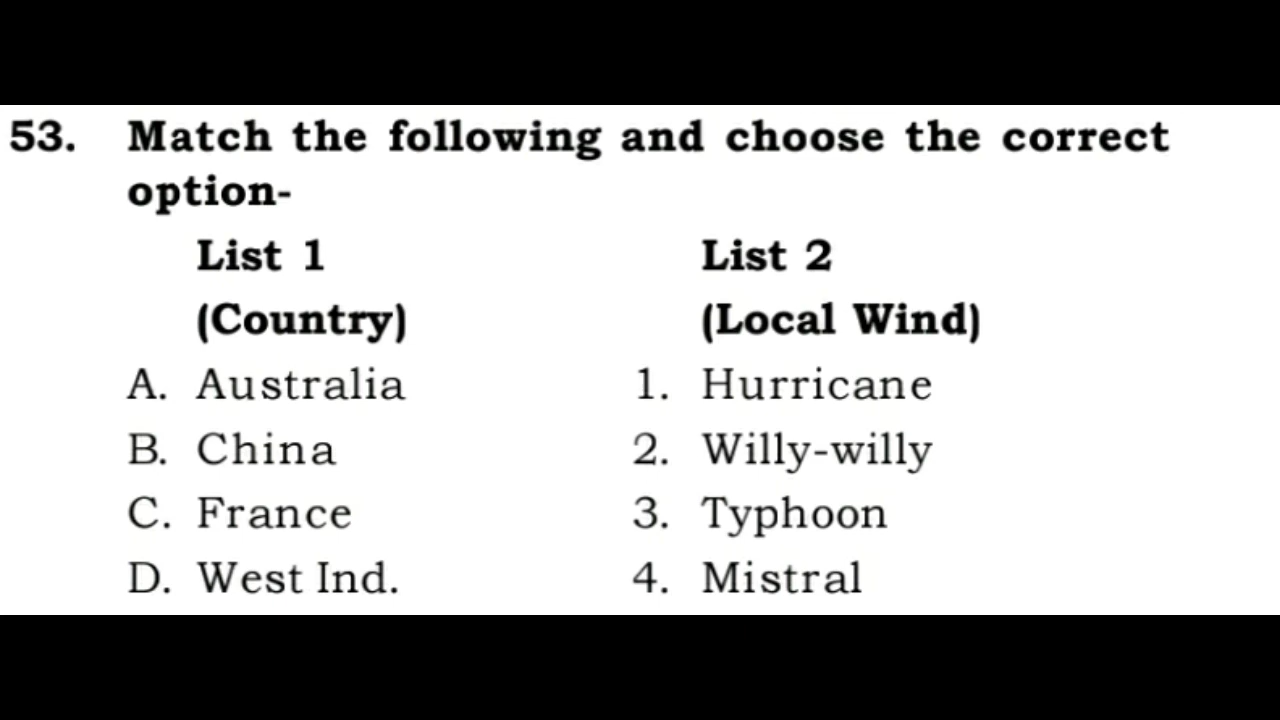 53. Match the following and choose the correct
option-
List 1 List 2
(Country) (Local Wind)
A. Australia 1. Hurricane
B. China 2. Willy-willy
C. France 3. Typhoon
D. West Ind. 4. Mistral